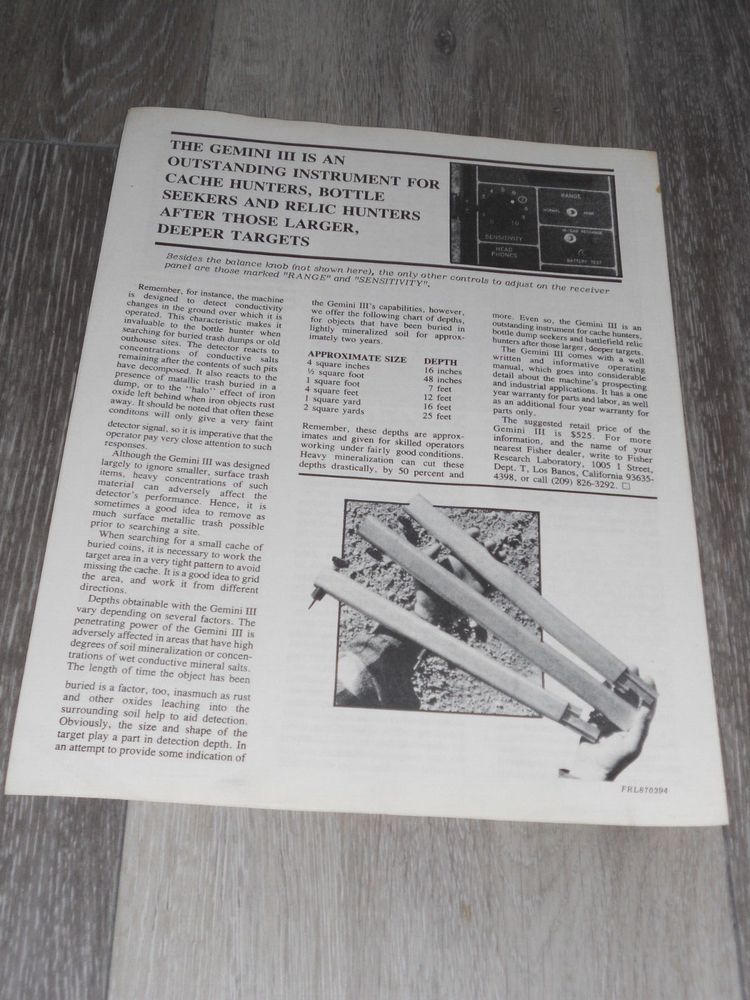 THE GEMINI III IS AN
OUTSTANDING INSTRUMENT FOR
CACHE HUNTERS, BOTTLE
SEEKERS AND RELIC HUNTERS
AFTER THOSE LARGER,
DEEPER TARGETS
RANGE
SENSITIVITY
HEAD
PHONES
BATTERY TEST
Besides the balance knob (not shown here), the only other controls to adjust on the receiver
panel are those marked "RANGE" and "SENSITIVITY".
Remember, for instance, the machine
is designed to detect conductivity
changes in the ground over which it is
operated. This characteristic makes it
invaluable to the bottle hunter when
searching for buried trash dumps or old
outhouse sites. The detector reacts to
concentrations of conductive salts
remaining after the contents of such pits
have decomposed. It also reacts to the
presence of matallic trash buried in a
dump, or to the "halo" effect of iron
oxide left behind when iron objects rust
away. It should be noted that often these
conditons will only give a very faint
detector signal, so it is imperative that the
operator pay very close attention to such
responses.
Although the Gemini III was designed
largely to ignore smaller, surface trash
items, heavy concentrations of such
material can adversely affect the
detector's performance. Hence, it is
sometimes a good idea to remove as
much surface metallic trash possible
prior to searching a site.
When searching for a small cache of
buried coins, it is necessary to work the
target area in a very tight pattern to avoid
missing the cache. It is a good idea to grid
the area, and work it from different
directions.
Depths obtainable with the Gemini III
vary depending on several factors. The
penetrating power of the Gemini III is
adversely affected in areas that have high
degrees of soil mineralization or concen-
trations of wet conductive mineral salts.
The length of time the object has been
buried is a factor, too, inasmuch as rust
and other oxides leaching into the
surrounding soil help to aid detection.
Obviously, the size and shape of the
target play a part in detection depth. In
an attempt to provide some indication of
the Gemini III's capabilities, however,
we offer the following chart of depths,
for objects that have been buried in
lightly mineralized soil for approx-
imately two years.
APPROXIMATE SIZE DEPTH
4 square inches 16 inches
½ square foot 48 inches
1 square foot 7 feet
4 square feet 12 feet
1 square yard 16 feet
2 square yards 25 feet
Remember, these depths are approx-
imates and given for skilled operators
working under fairly good conditions.
Heavy mineralization can cut these
depths drastically, by 50 percent and
more. Even so, the Gemini III is an
outstanding instrument for cache hunters,
bottle dump seekers and battlefield relic
hunters after those larger, deeper targets.
The Gemini III comes with a well
written and informative operating
manual, which goes into considerable
detail about the machine's prospecting
and industrial applications. It has a one
year warranty for parts and labor, as well
as an additional four year warranty for
parts only.
The suggested retail price of the
Gemini III is $525. For more
information, and the name of your
nearest Fisher dealer, write to Fisher
Research Laboratory, 1005 I Street,
Dept. T, Los Banos, California 93635-
4398, or call (209) 826-3292. □
FRL870394